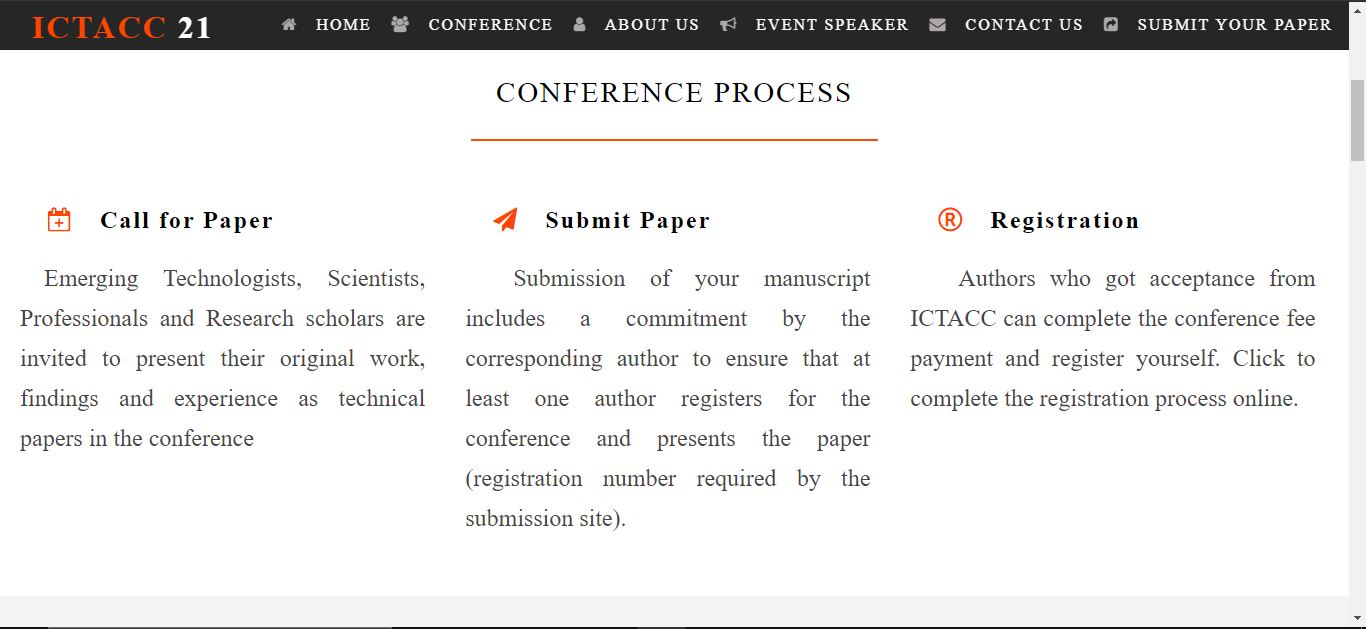 ICTACC 21 HOME CONFERENCE ABOUT US EVENT SPEAKER CONTACT US SUBMIT YOUR PAPER
CONFERENCE PROCESS
Call for Paper
Emerging Technologists, Scientists,
Professionals and Research scholars are
invited to present their original work,
findings and experience as technical
papers in the conference
Submit Paper
Submission of your manuscript
includes a commitment by the
corresponding author to ensure that at
least one author registers for the
conference and presents the paper
(registration number required by the
submission site).
Registration
Authors who got acceptance from
ICTACC can complete the conference fee
payment and register yourself. Click to
complete the registration process online.